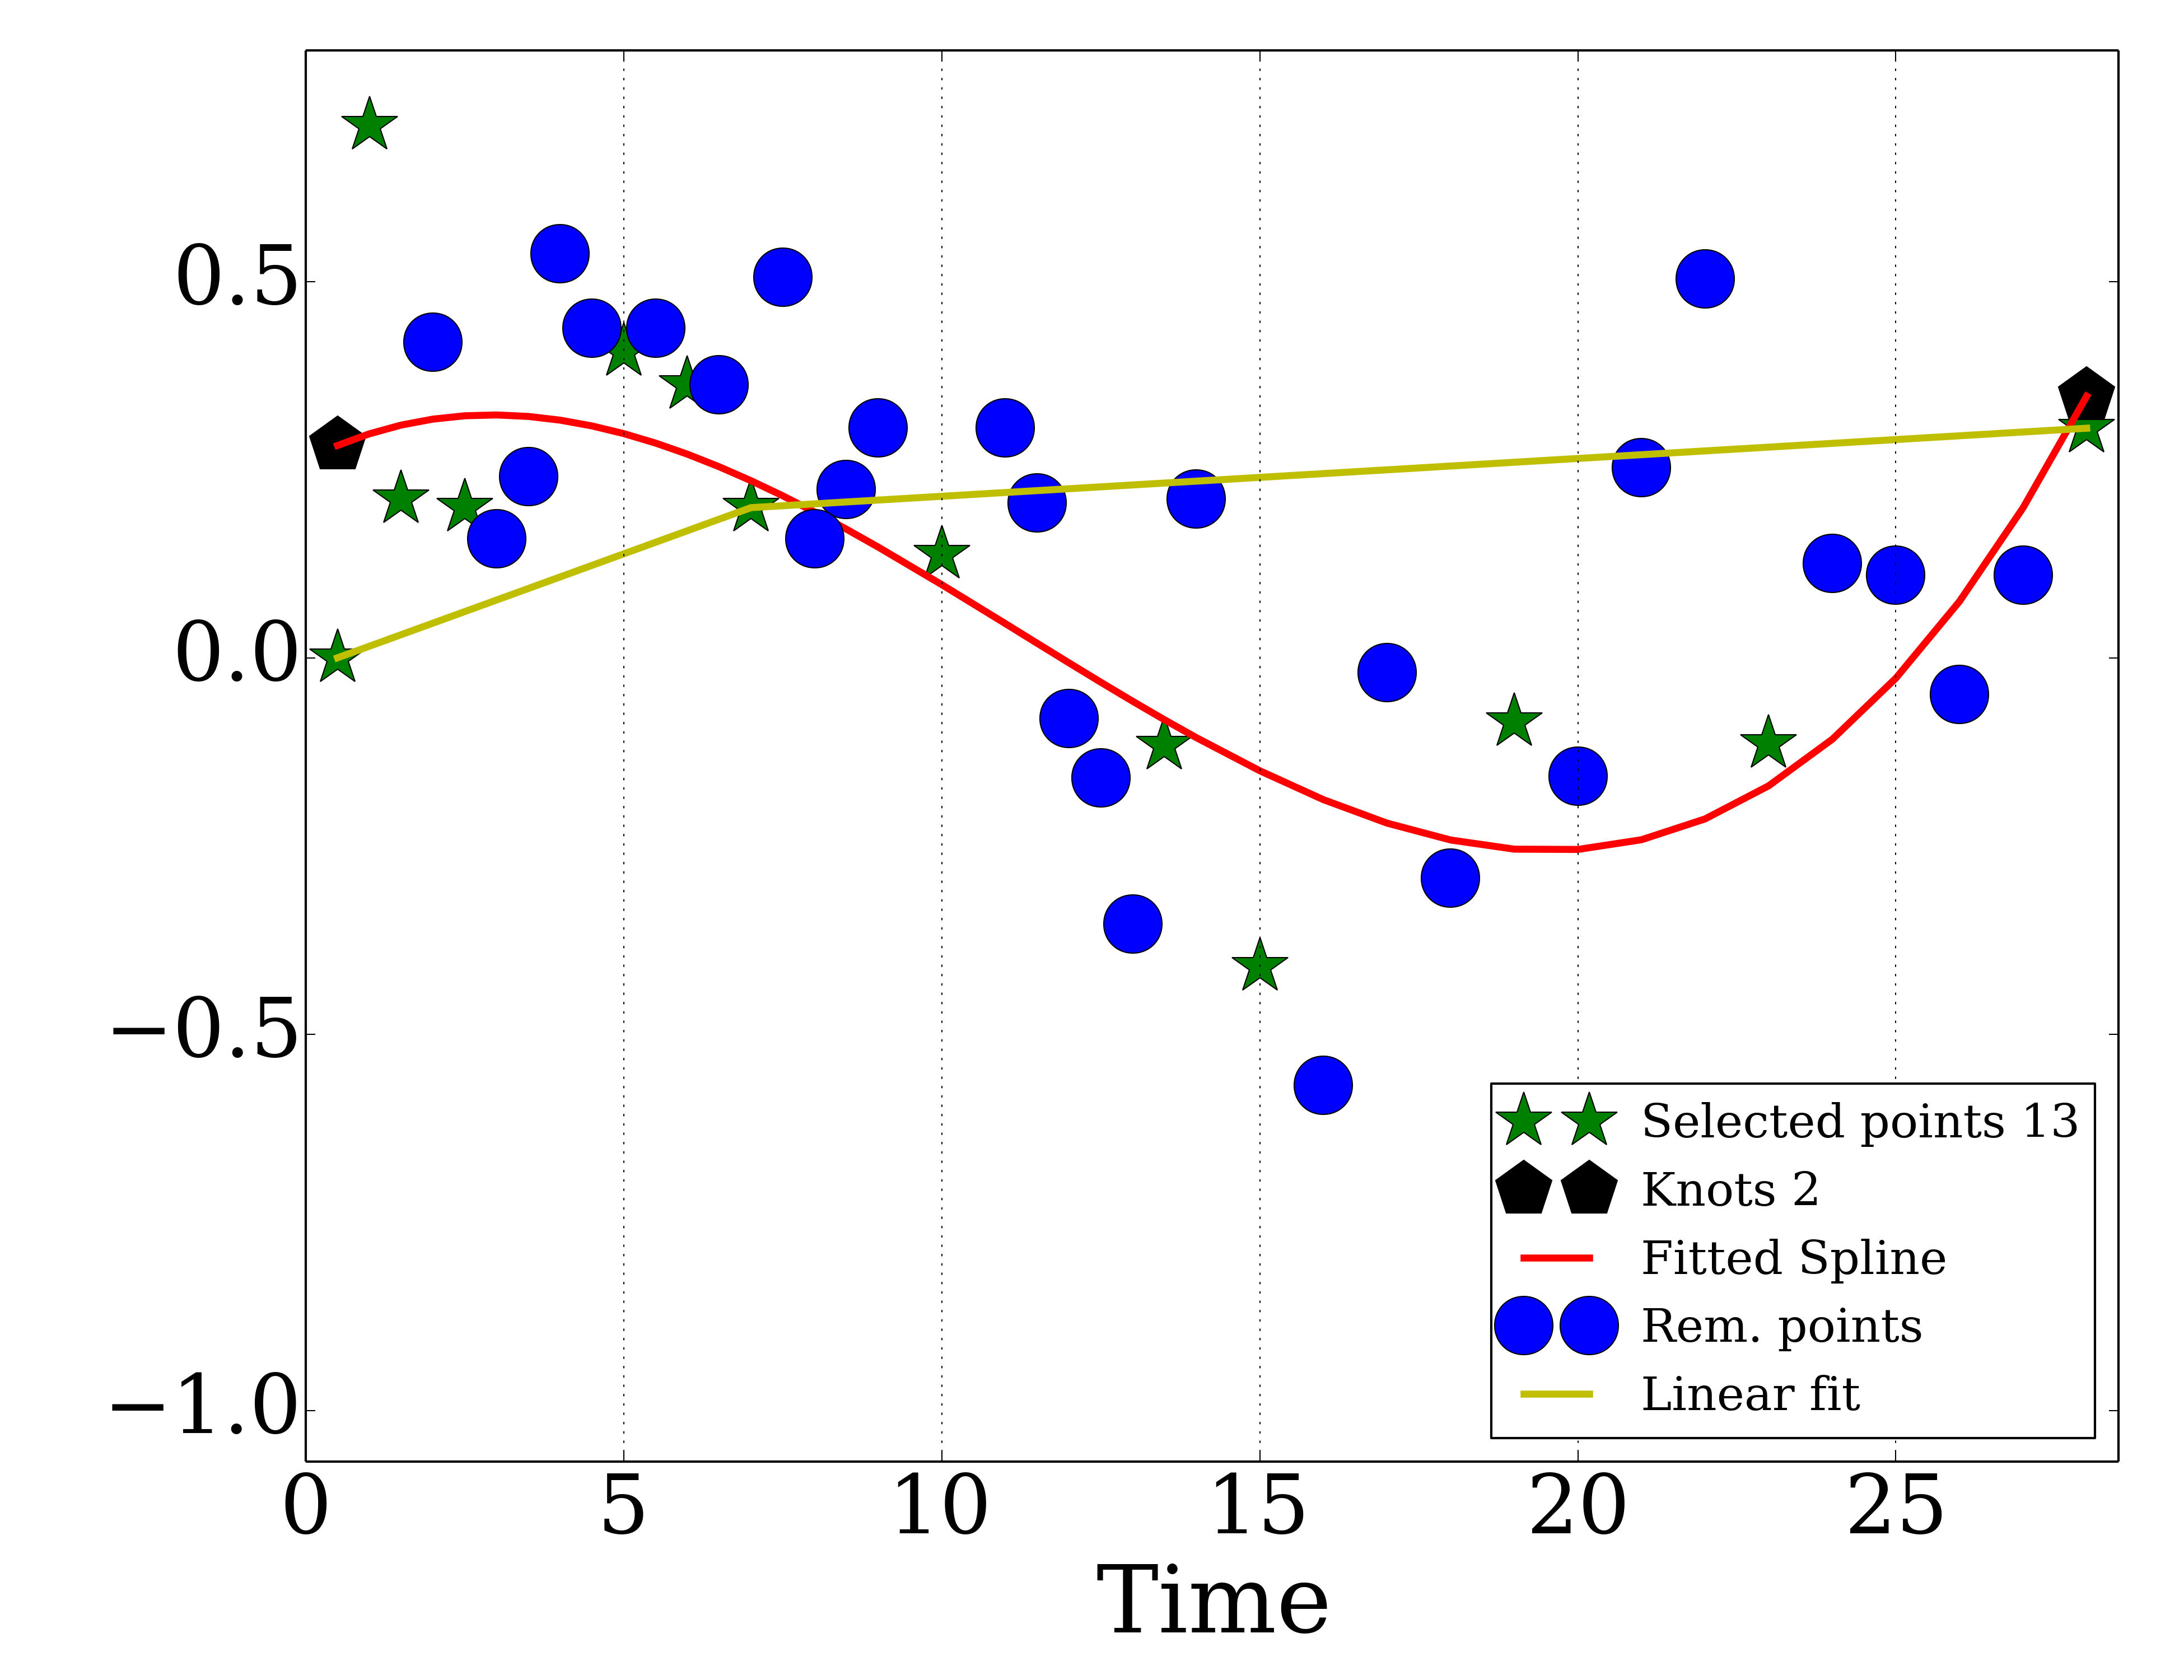 0.5
0.0
−0.5
−1.0
0 5 10 15 20 25
Time
Selected points 13
Knots 2
Fitted Spline
Rem. points
Linear fit